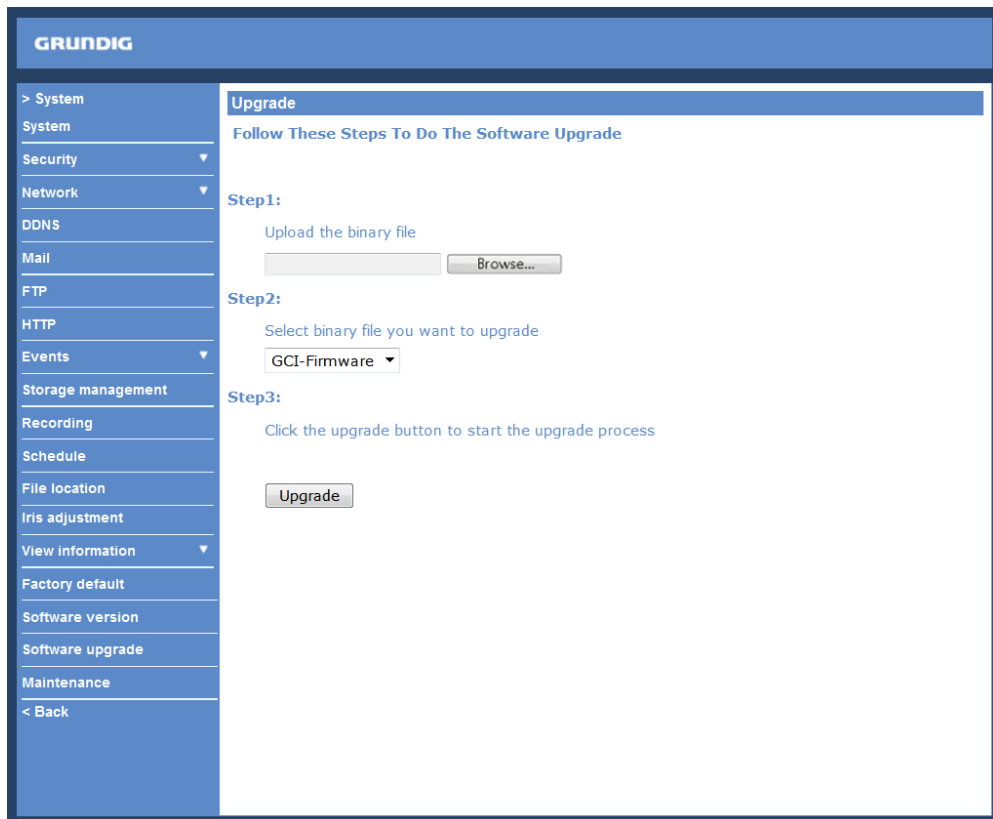 GRUNDIG
> System
System
Security
Network
DDNS
Mail
FTP
HTTP
Events
Storage management
Recording
Schedule
File location
Iris adjustment
View information
Factory default
Software version
Software upgrade
Maintenance
< Back
Upgrade
Follow These Steps To Do The Software Upgrade
Step1:
Upload the binary file
Browse...
Step2:
Select binary file you want to upgrade
GCI-Firmware
Step3:
Click the upgrade button to start the upgrade process
Upgrade